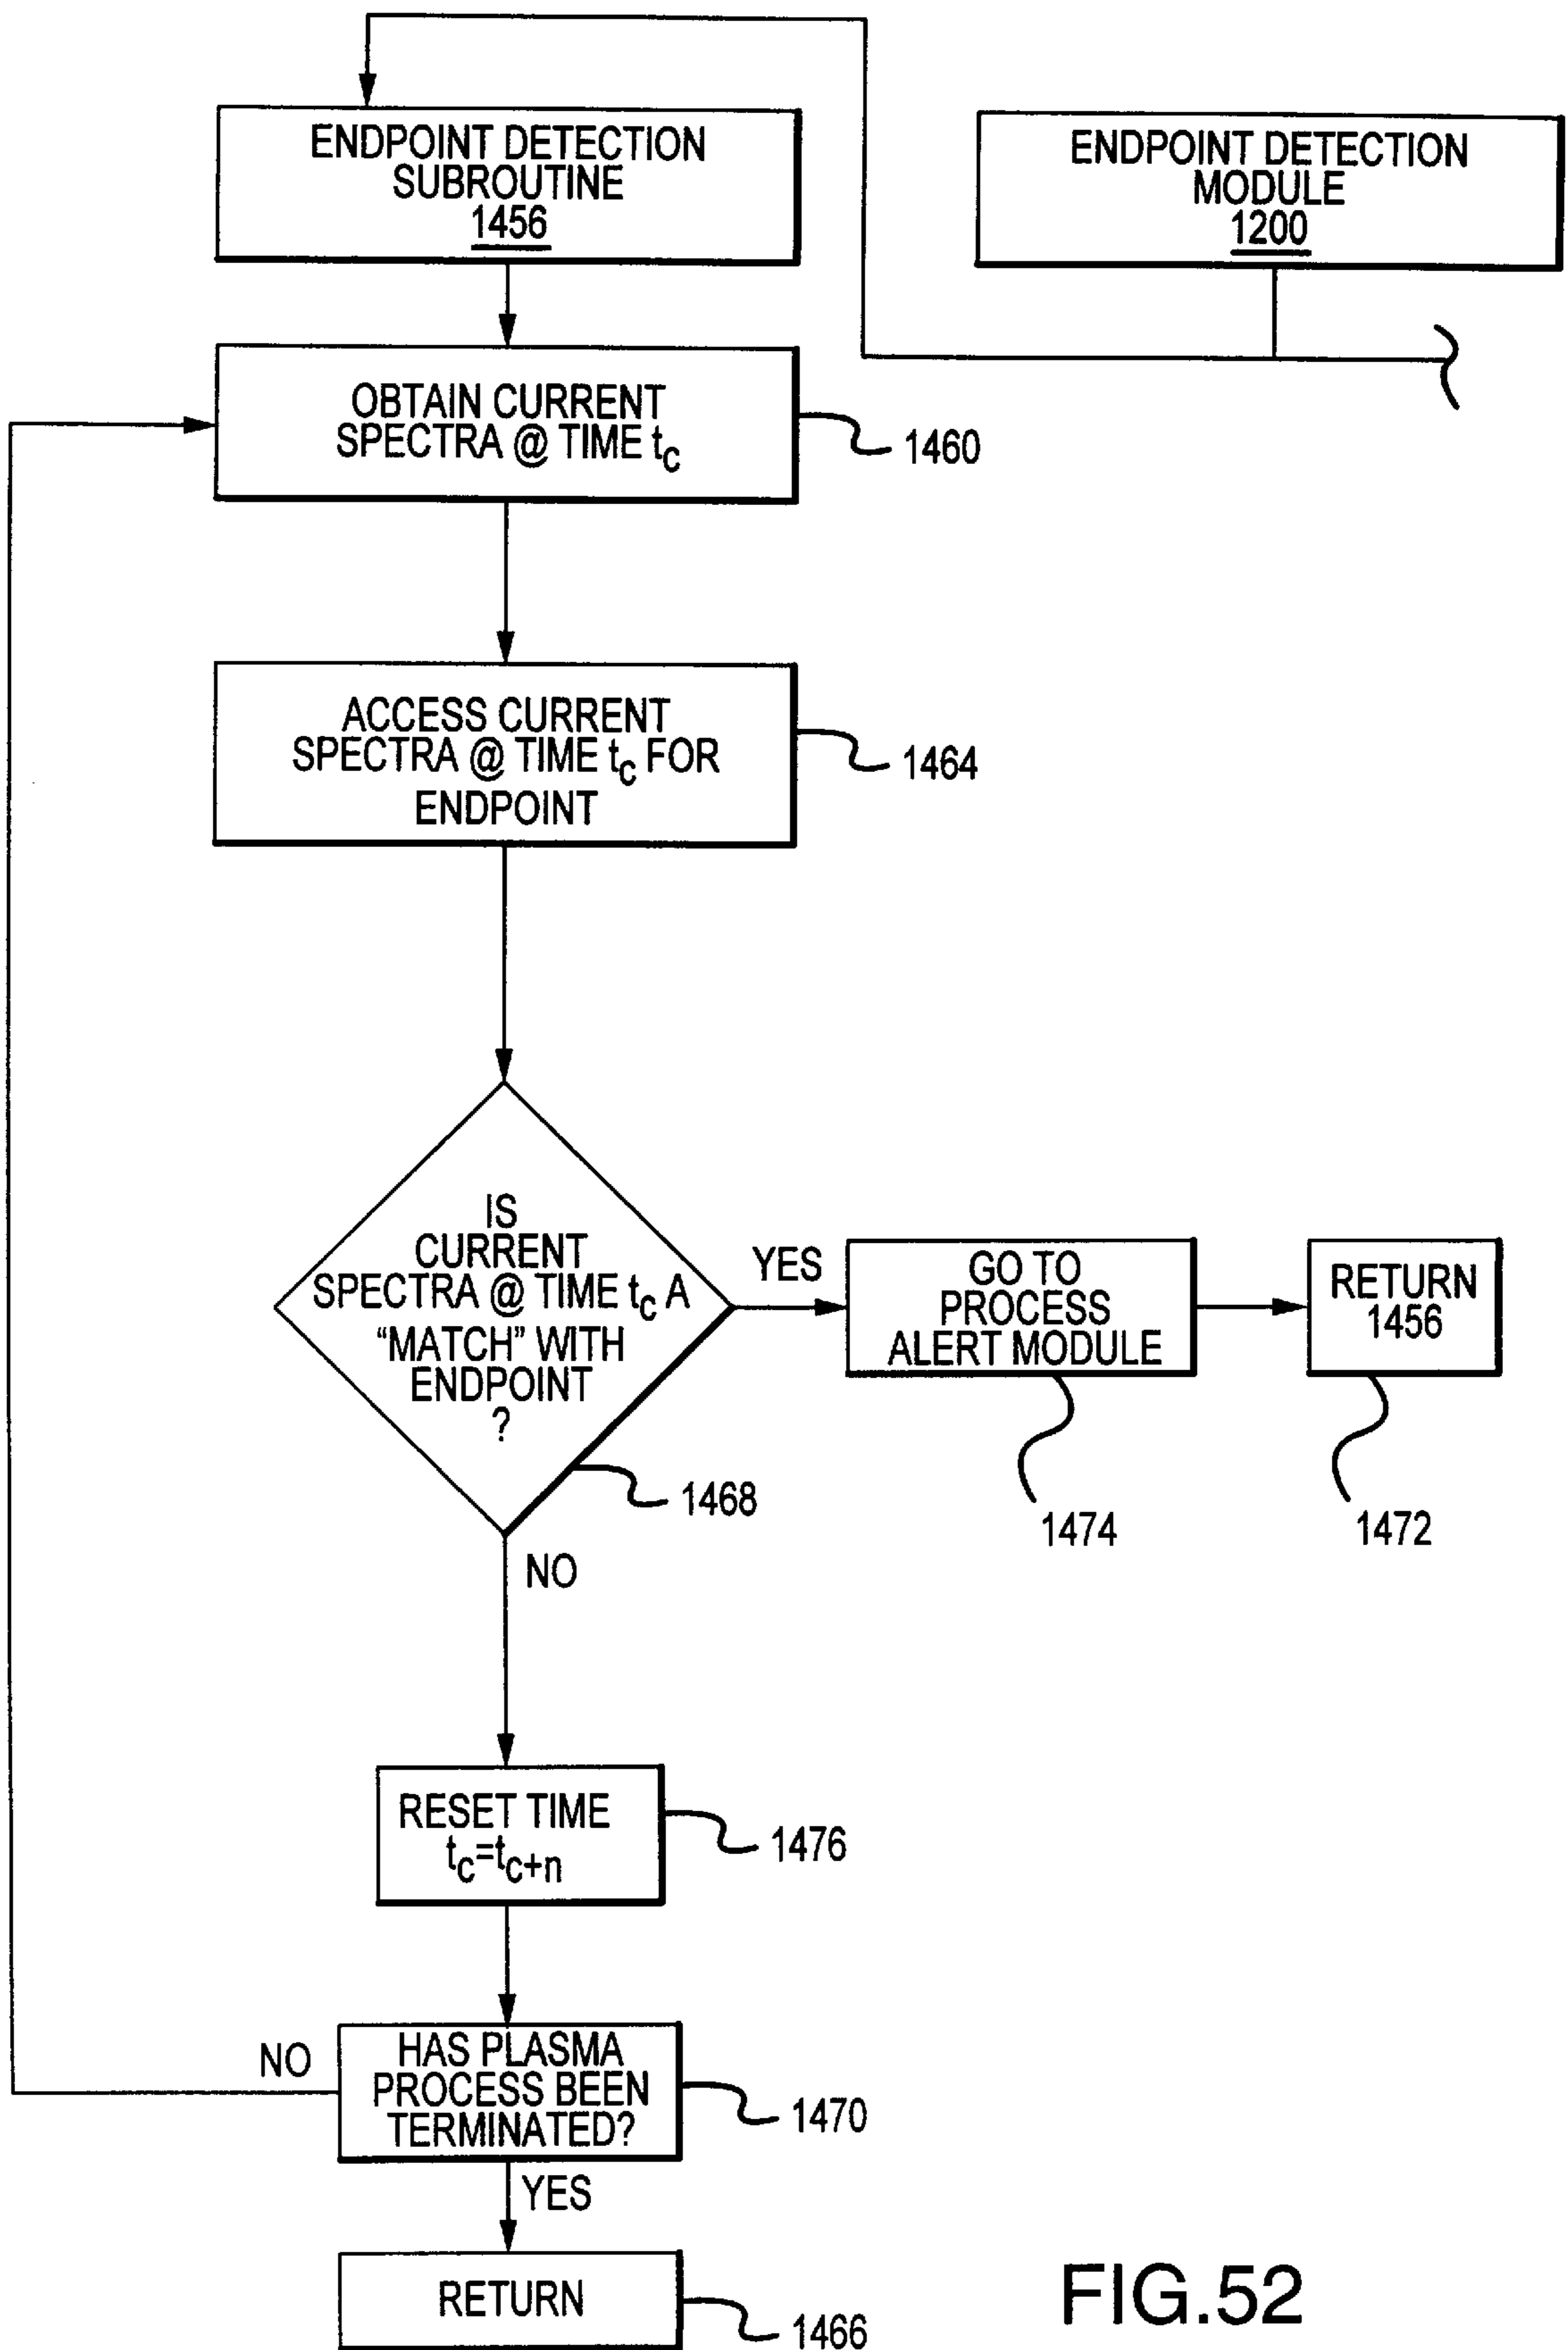 ENDPOINT DETECTION
SUBROUTINE
1456
ENDPOINT DETECTION
MODULE
1200
OBTAIN CURRENT
SPECTRA @ TIME tc
1460
ACCESS CURRENT
SPECTRA @ TIME tc FOR
ENDPOINT
1464
IS
CURRENT
SPECTRA @ TIME tc A
“MATCH” WITH
ENDPOINT
?
1468
YES
GO TO
PROCESS
ALERT MODULE
1474
RETURN
1456
1472
NO
RESET TIME
tc=tc+n
1476
HAS PLASMA
PROCESS BEEN
TERMINATED?
1470
NO
YES
RETURN
1466
FIG.52